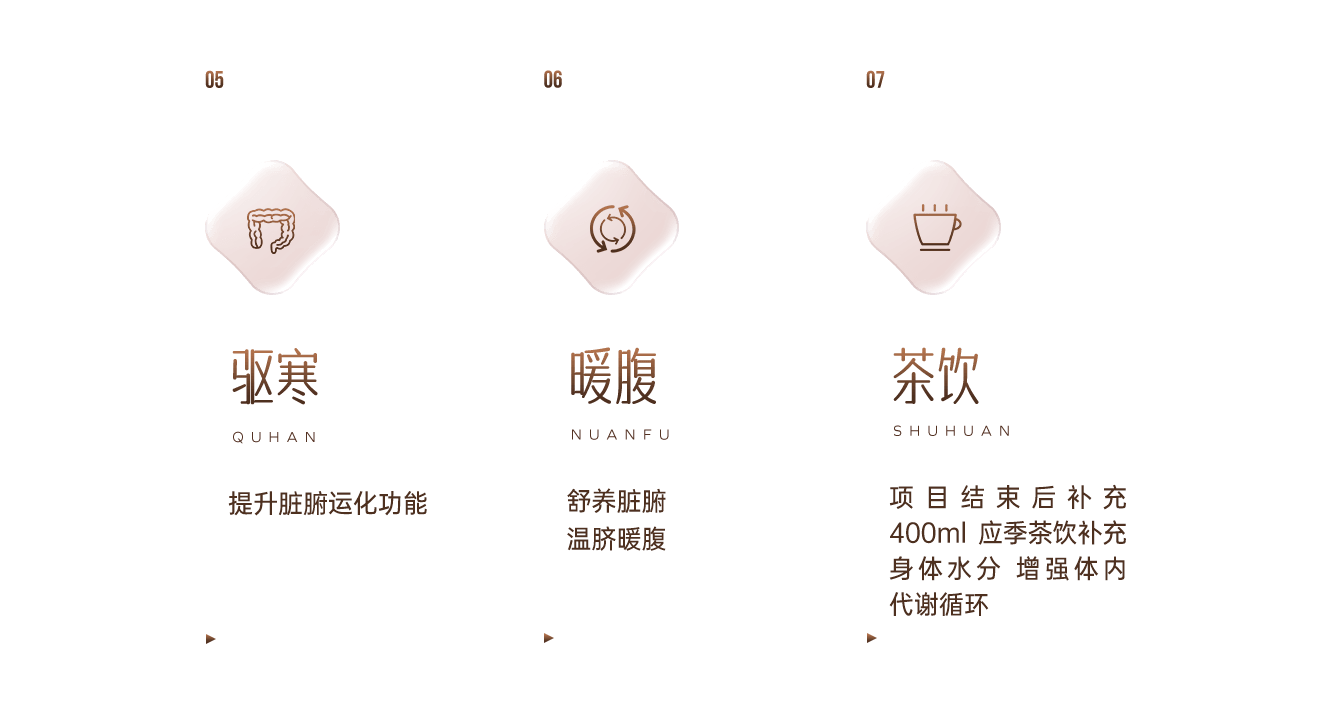 05
驱寒
QUHAN
提升脏腑运化功能
06
暖腹
NUANFU
舒养脏腑
温脐暖腹
07
茶饮
SHUHUAN
项目结束后补充
400ml 应季茶饮补充
身体水分 增强体内
代谢循环